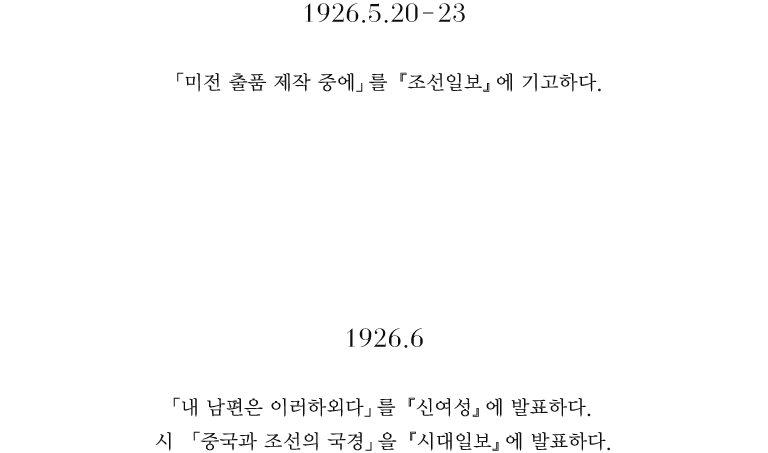 1926.5.20-23
「미전 출품 제작 중에」를 『조선일보』에 기고하다.
1926.6
「내 남편은 이러하외다」를 『신여성』에 발표하다.
시 「중국과 조선의 국경」을 『시대일보』에 발표하다.